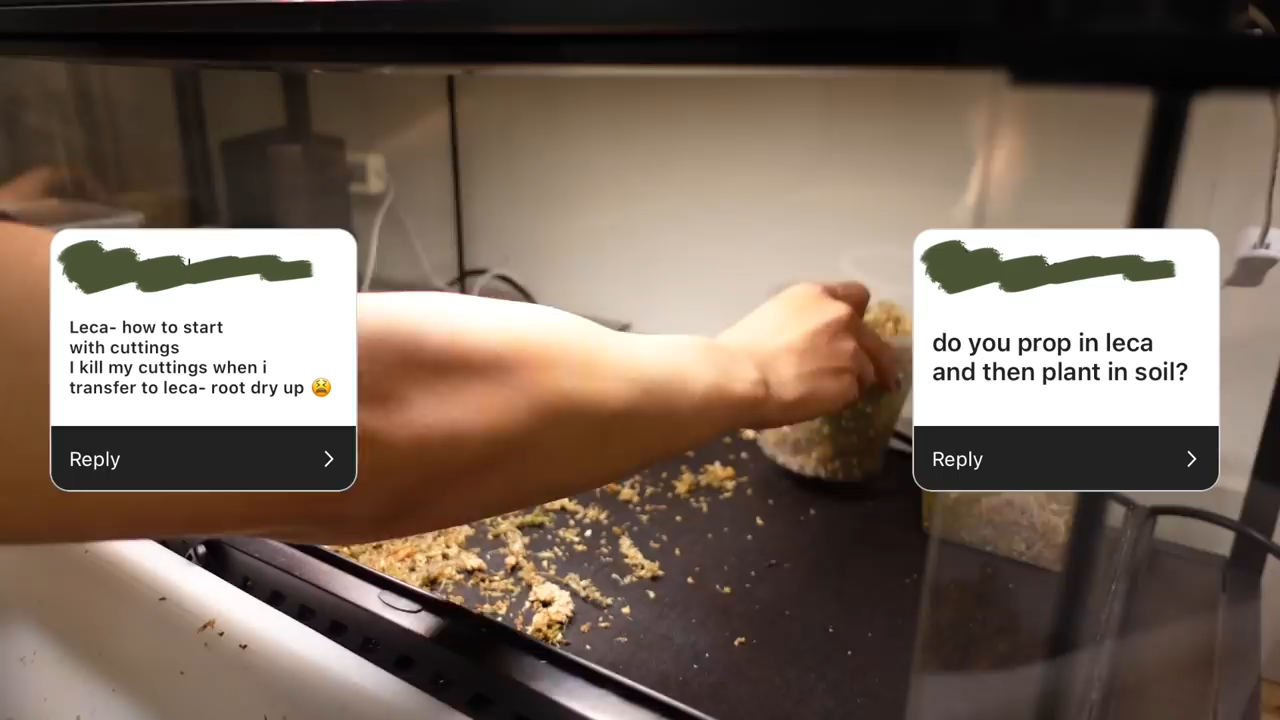 Leca- how to start
with cuttings
I kill my cuttings when i
transfer to leca- root dry up 😫
Reply
do you prop in leca
and then plant in soil?
Reply